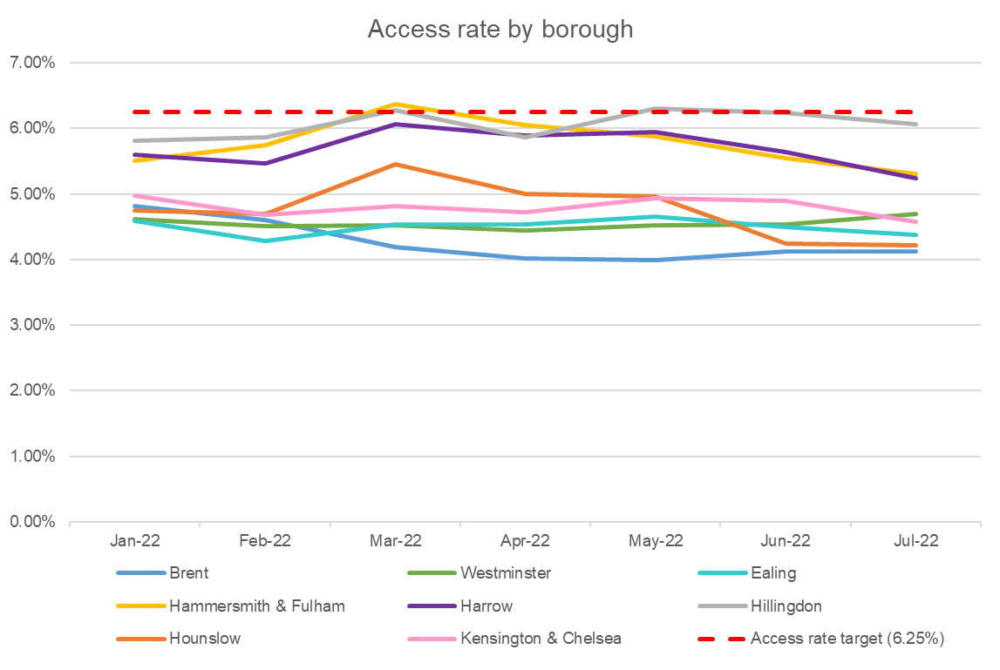 Access rate by borough
7.00%
6.00%
5.00%
4.00%
3.00%
2.00%
1.00%
0.00%
Jan-22 Feb-22 Mar-22 Apr-22 May-22 Jun-22 Jul-22
Brent Westminster Ealing
Hammersmith & Fulham Harrow Hillingdon
Hounslow Kensington & Chelsea Access rate target (6.25%)